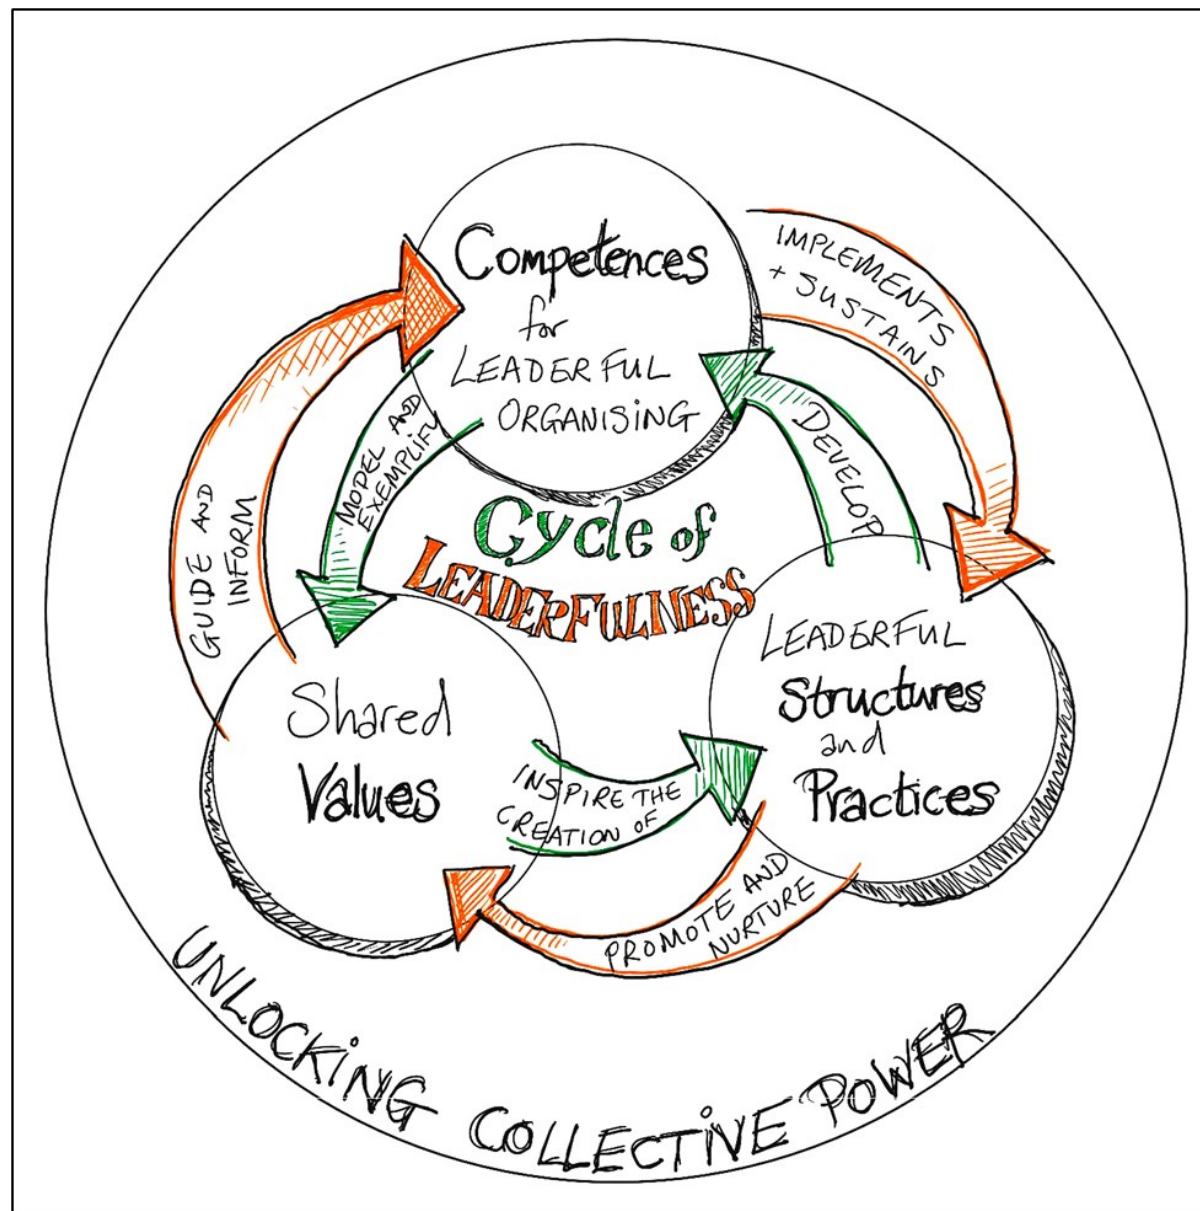 Competences
for
LEADERFUL
ORGANISING
IMPLEMENTS
+ SUSTAINS
GUIDE AND
INFORM
MODEL AND
EXEMPLIFY
DEVELOP
Cycle of
LEADERFULNESS
Shared
Values
LEADERFUL
Structures
and
Practices
INSPIRE THE
CREATION OF
PROMOTE AND
NURTURE
UNLOCKING COLLECTIVE POWER